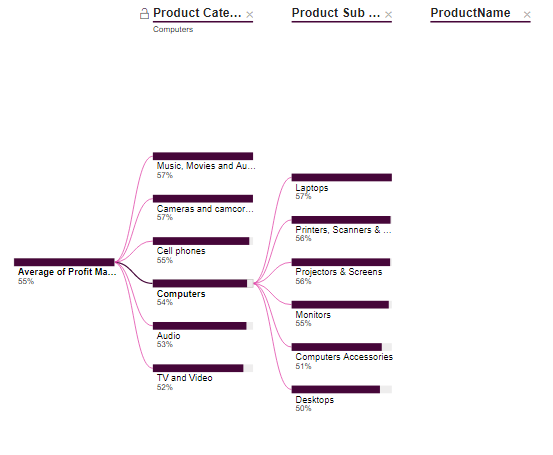 Product Cate...
Computers
Product Sub ...
ProductName
Music, Movies and Au...
57%
Cameras and camcor...
57%
Cell phones
55%
Average of Profit Ma...
55%
Computers
54%
Audio
53%
TV and Video
52%
Laptops
57%
Printers, Scanners & ...
56%
Projectors & Screens
56%
Monitors
55%
Computers Accessories
51%
Desktops
50%